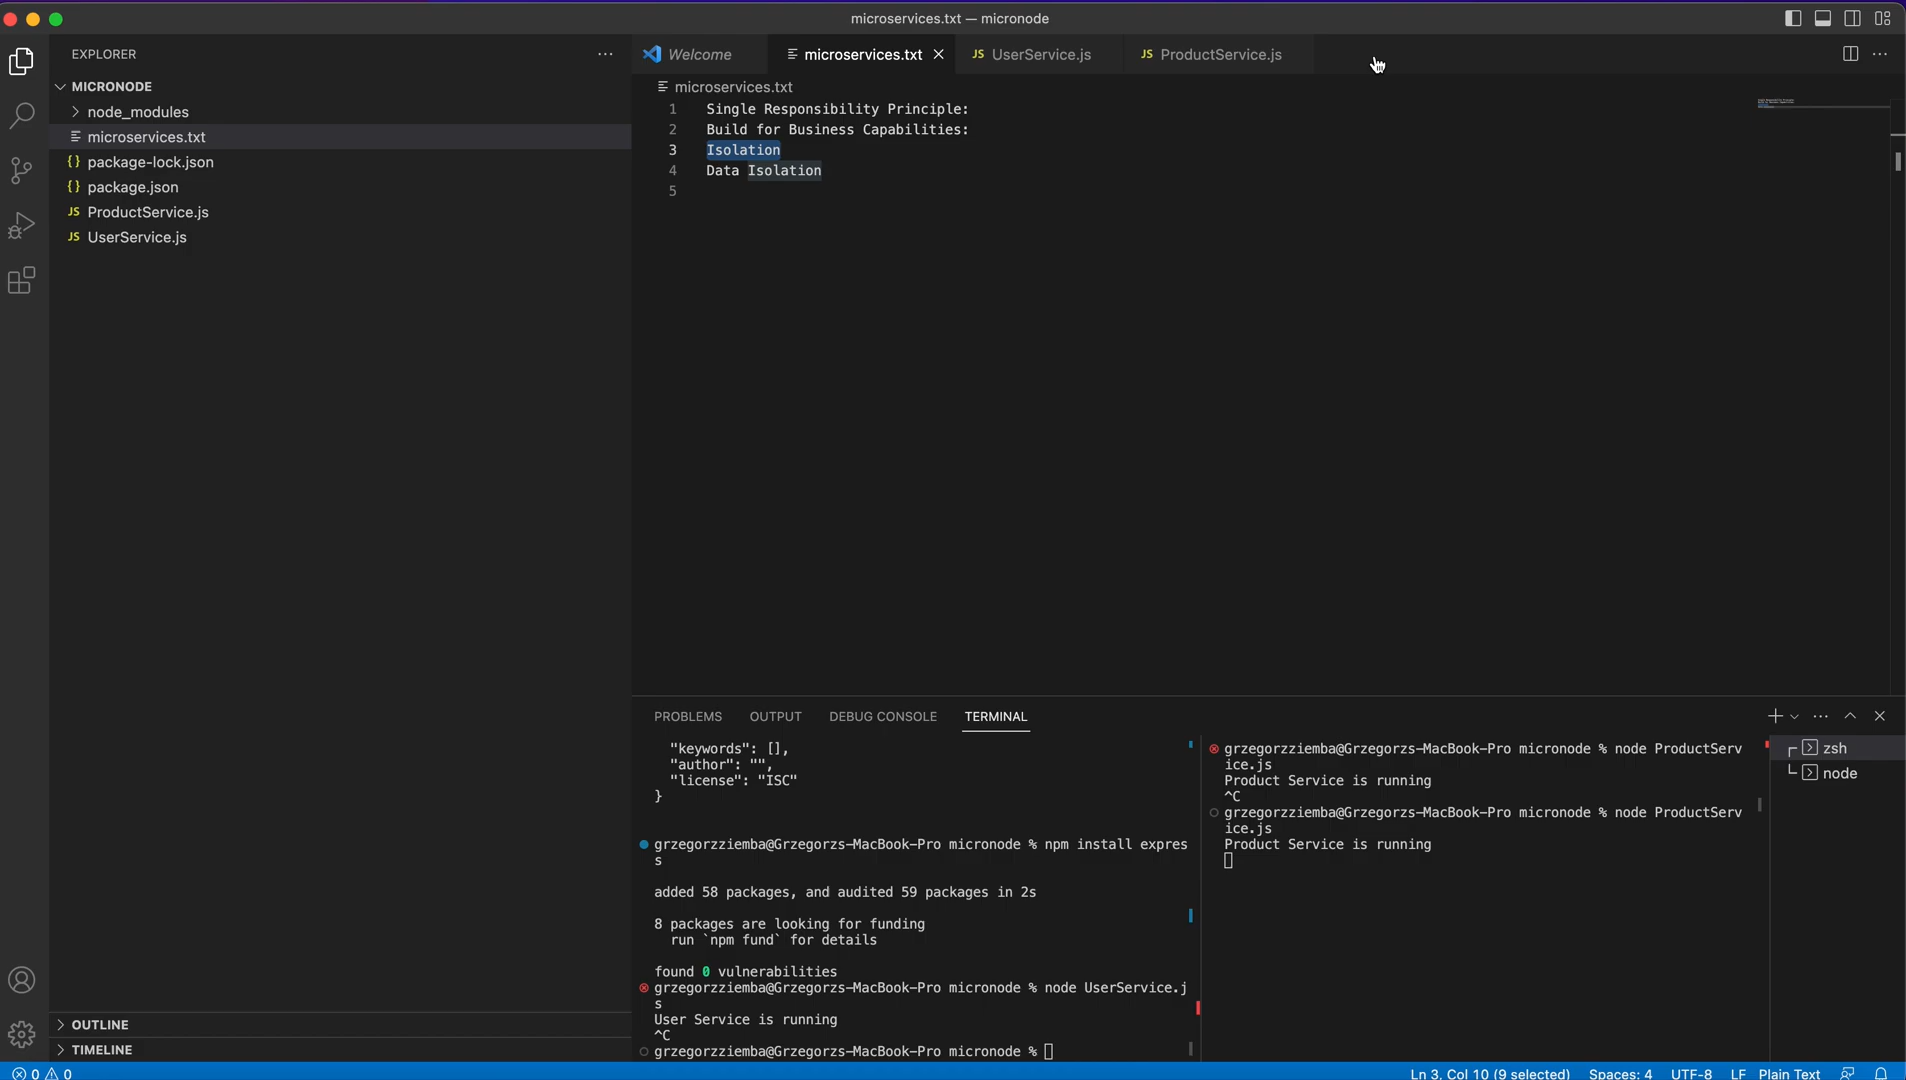 microservices.txt — micronode
EXPLORER
MICRONODE
node_modules
microservices.txt
package-lock.json
package.json
JS ProductService.js
JS UserService.js
OUTLINE
TIMELINE
Welcome
microservices.txt
JS UserService.js
JS ProductService.js
microservices.txt
1 Single Responsibility Principle:
2 Build for Business Capabilities:
3 Isolation
4 Data Isolation
5
PROBLEMS OUTPUT DEBUG CONSOLE TERMINAL
"keywords": [],
"author": "",
"license": "ISC"
}
grzegorzziemba@Grzegorzs-MacBook-Pro micronode % npm install expres
s
added 58 packages, and audited 59 packages in 2s
8 packages are looking for funding
run `npm fund` for details
found 0 vulnerabilities
grzegorzziemba@Grzegorzs-MacBook-Pro micronode % node UserService.j
s
User Service is running
^C
grzegorzziemba@Grzegorzs-MacBook-Pro micronode %
grzegorzziemba@Grzegorzs-MacBook-Pro micronode % node ProductServ
ice.js
Product Service is running
^C
grzegorzziemba@Grzegorzs-MacBook-Pro micronode % node ProductServ
ice.js
Product Service is running
zsh
node
0 0
Ln 3, Col 10 (9 selected) Spaces: 4 UTF-8 LF Plain Text